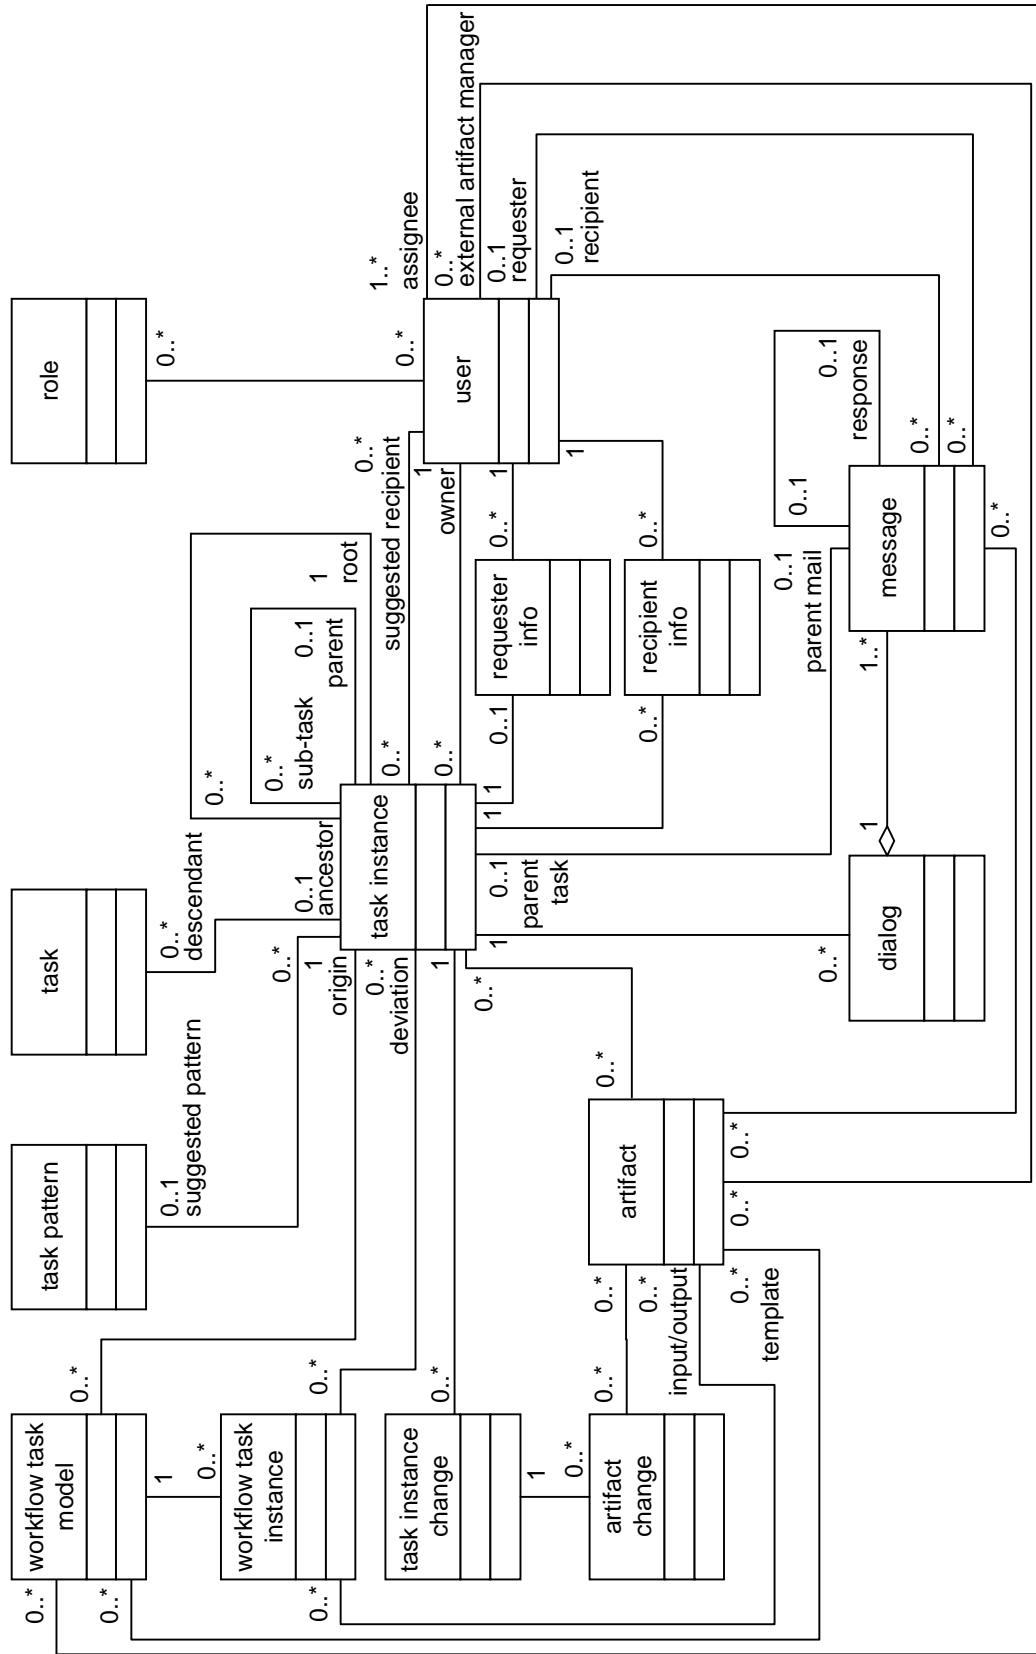 workflow task
model
task pattern
task
role
0..*
0..*
1
0..*
0..1
suggested pattern
0..*
descendant
0..*
0..*
workflow task
instance
0..*
0..*
0..*
0..*
0..*
sub-task
0..1
parent
1
root
0..*
1
origin
0..1
ancestor
0..*
deviation
task instance
0..*
0..*
suggested recipient
0..*
1..*
assignee
task instance
change
0..*
1
0..*
1
owner
user
0..*
external artifact manager
0..*
0..1
parent
task
1
1
0..1
requester
info
0..*
1
0..1
requester
1
0..*
1
0..1
recipient
artifact
change
0..*
0..*
0..*
input/output
artifact
0..*
0..*
recipient
info
0..*
0..*
template
0..*
0..*
0..1
parent mail
0..1
0..1
response
dialog
0..*
1
1..*
message
0..*
0..*
0..*